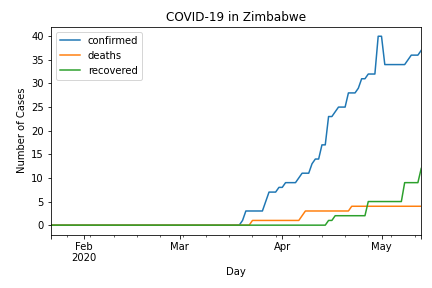 COVID-19 in Zimbabwe
confirmed
deaths
recovered
Number of Cases
40
35
30
25
20
15
10
5
0
Feb Mar Apr May
2020
Day